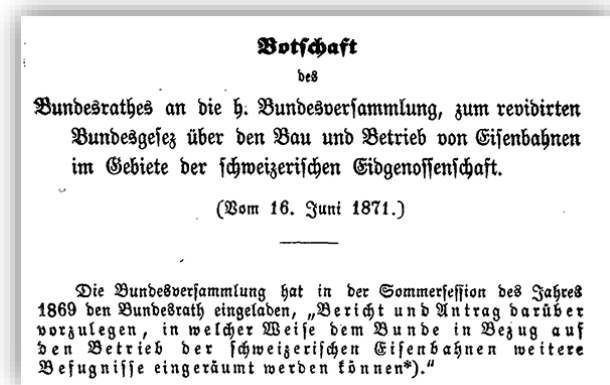 Botschaft
des
Bundesrathes an die h. Bundesversammlung, zum revidirten
Bundesgesez über den Bau und Betrieb von Eisenbahnen
im Gebiete der schweizerischen Eidgenossenschaft.
(Vom 16. Juni 1871.)
Die Bundesversammlung hat in der Sommersession des Jahres
1869 den Bundesrath eingeladen, „Bericht und Antrag darüber
vorzulegen, in welcher Weise dem Bunde in Bezug auf
den Betrieb der schweizerischen Eisenbahnen weitere
Befugnisse eingeräumt werden können*).“